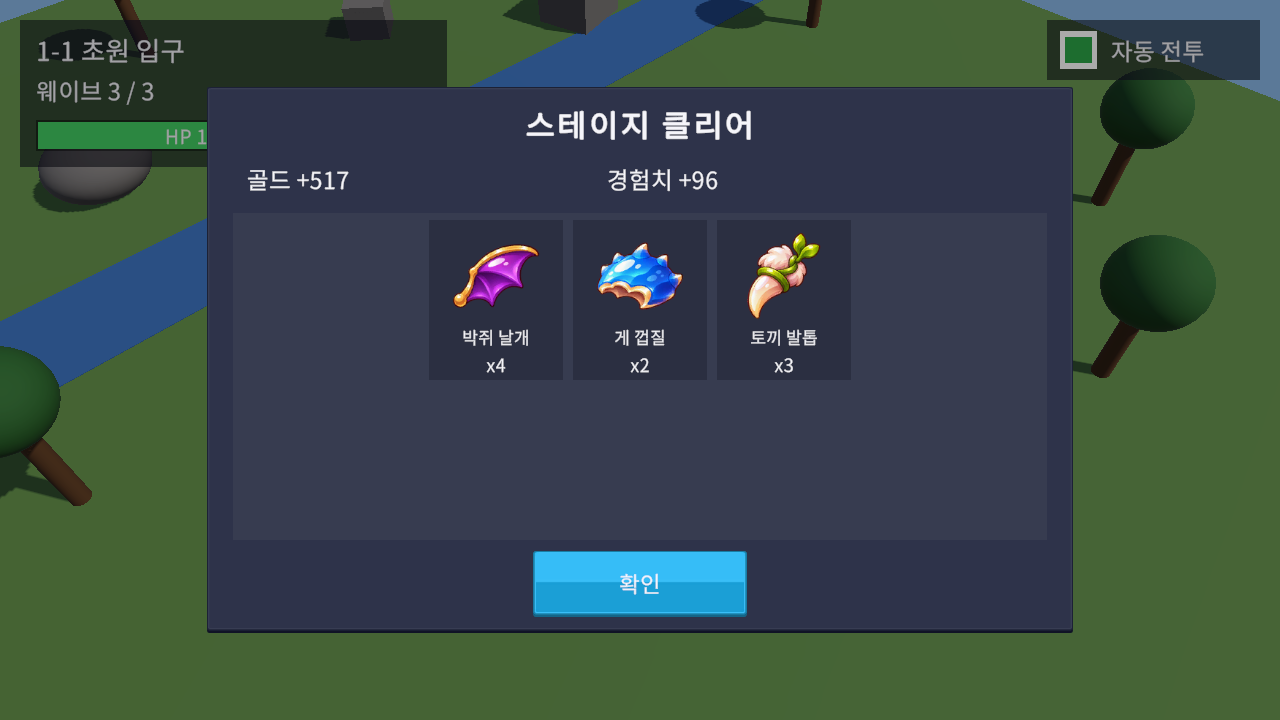 1-1 초원 입구
웨이브 3 / 3
HP 1
자동 전투
스테이지 클리어
골드 +517
경험치 +96
박쥐 날개
x4
게 껍질
x2
토끼 발톱
x3
확인